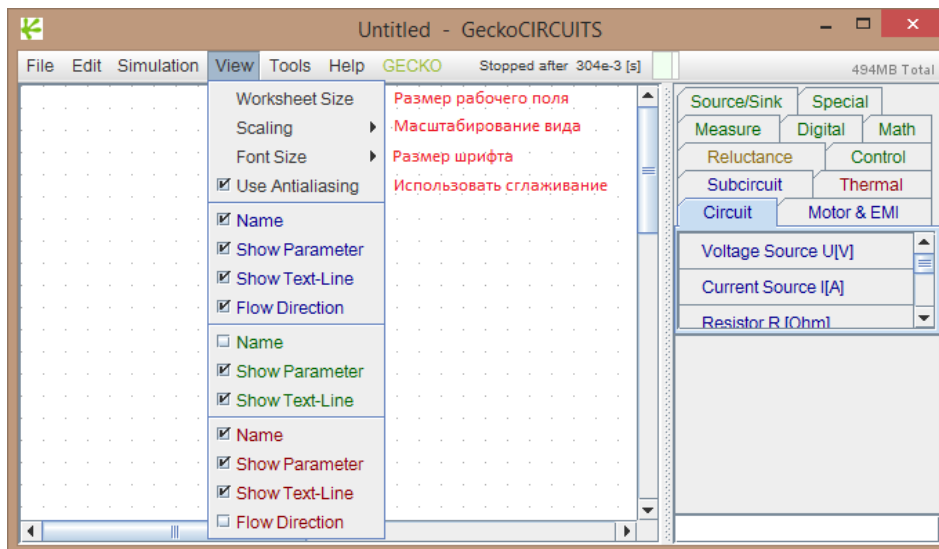 Untitled - GeckoCIRCUITS
File Edit Simulation View Tools Help GECKO Stopped after 304e-3 [s]
494MB Total
Worksheet Size Размер рабочего поля
Scaling Масштабирование вида
Font Size Размер шрифта
Use Antialiasing Использовать сглаживание
Name
Show Parameter
Show Text-Line
Flow Direction
Name
Show Parameter
Show Text-Line
Name
Show Parameter
Show Text-Line
Flow Direction
Source/Sink Special
Measure Digital Math
Reluctance Control
Subcircuit Thermal
Circuit Motor & EMI
Voltage Source U[V]
Current Source I[A]
Resistor R [Ohm]